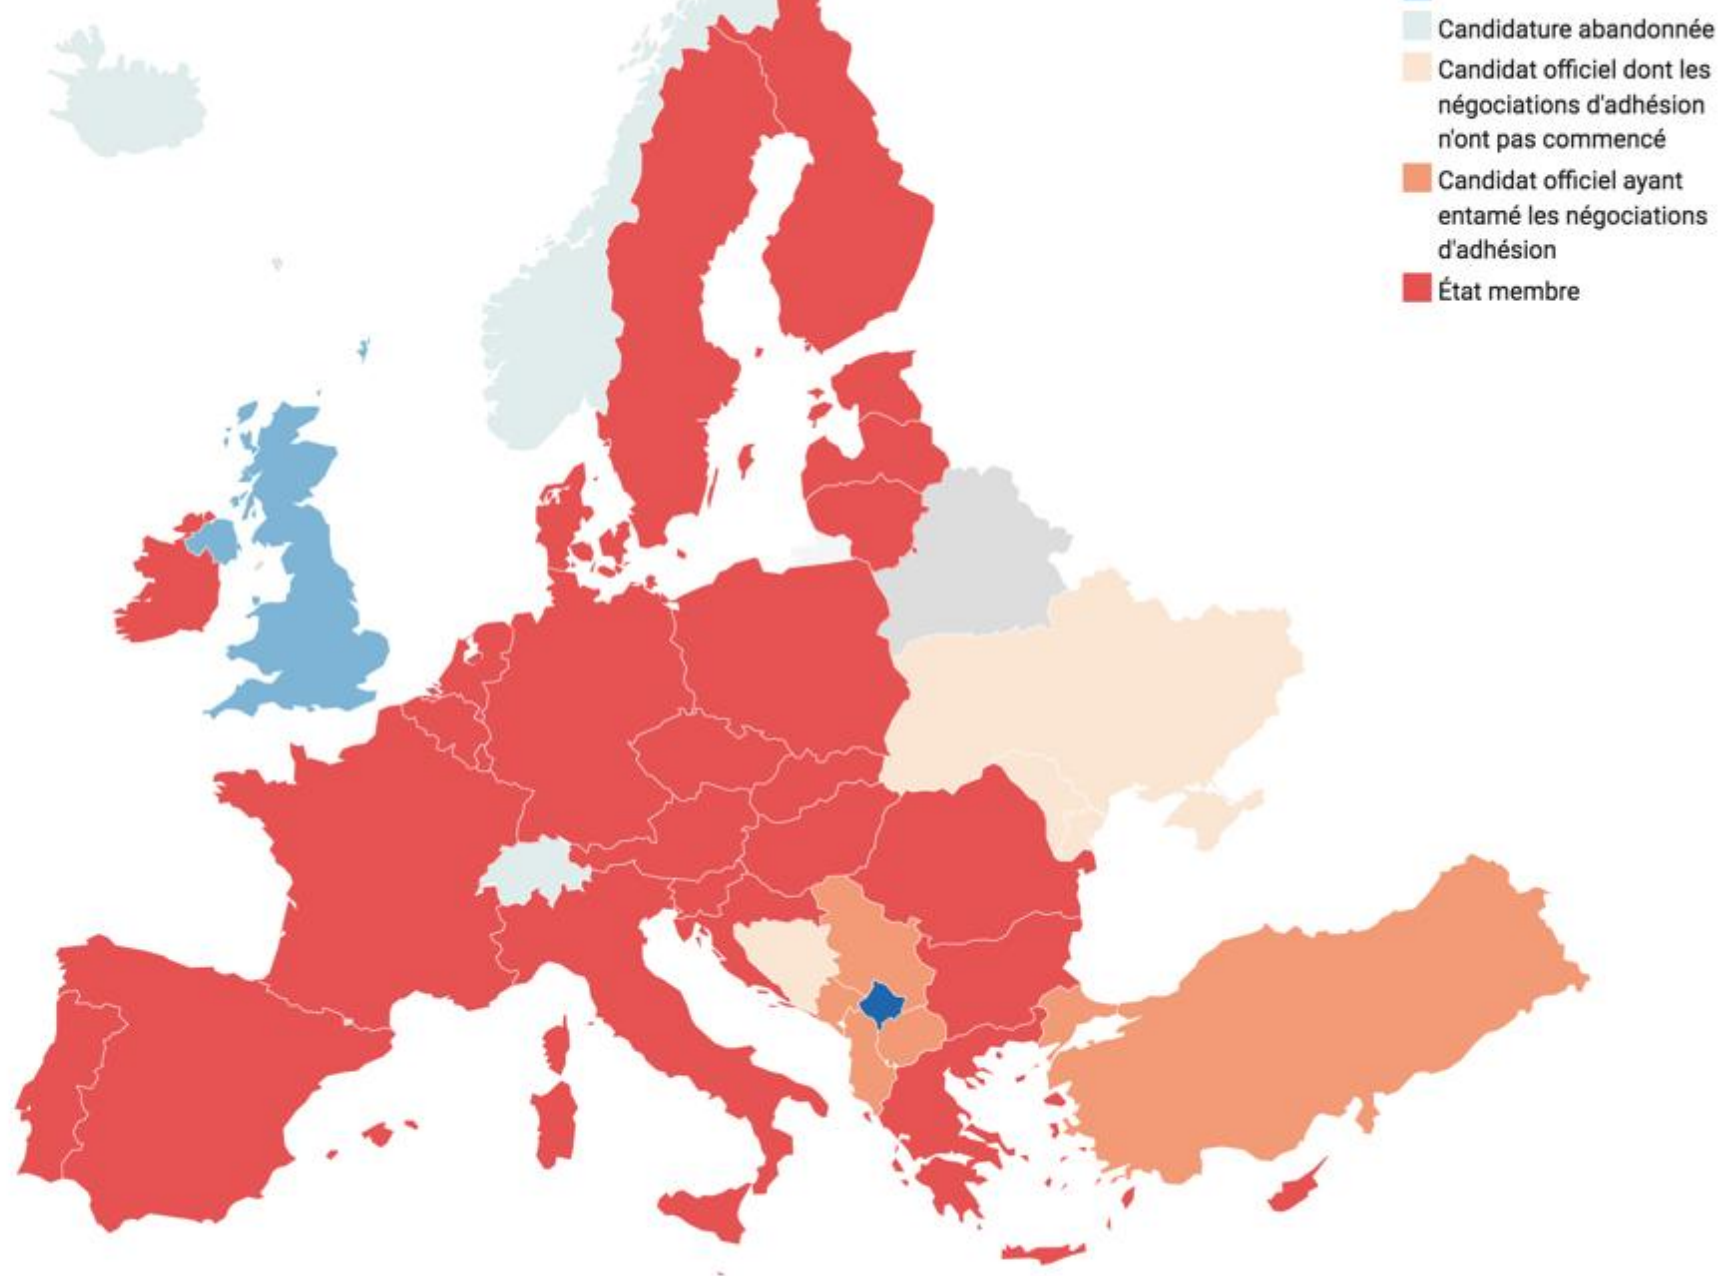 Candidature abandonnée
Candidat officiel dont les
négociations d'adhésion
n'ont pas commencé
Candidat officiel ayant
entamé les négociations
d'adhésion
État membre